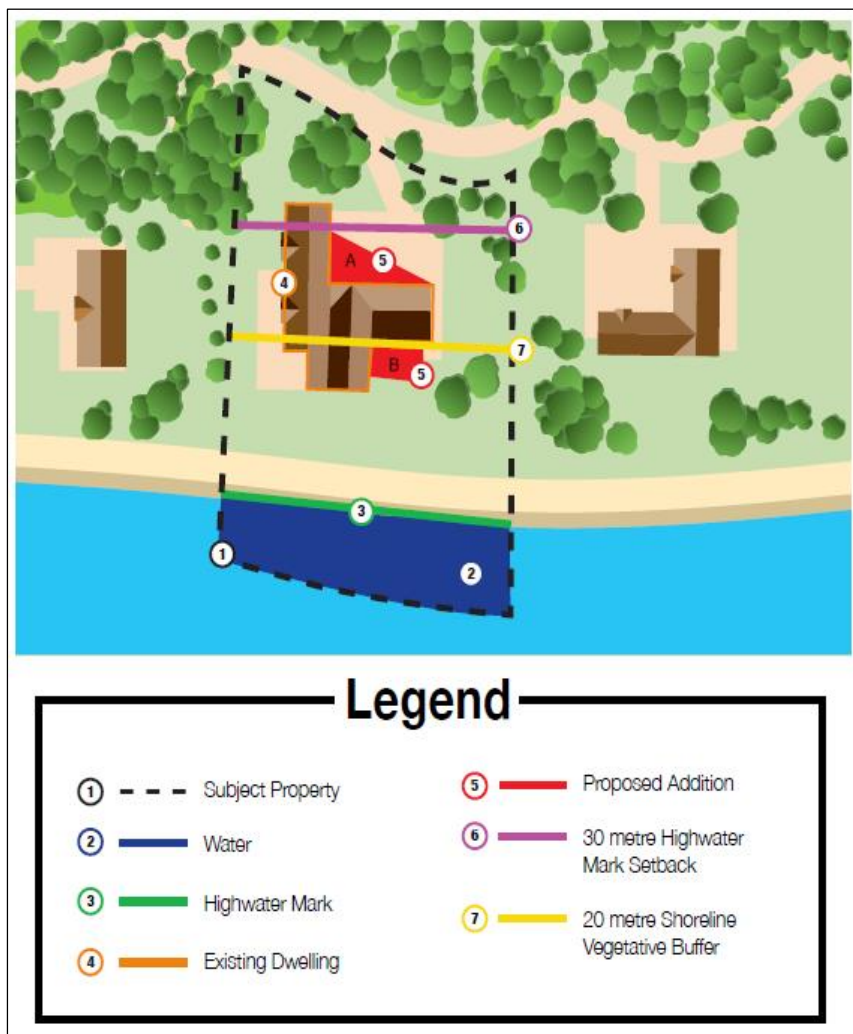 6
A
5
4
7
B
5
3
1
2
Legend
1 Subject Property
2 Water
3 Highwater Mark
4 Existing Dwelling
5 Proposed Addition
6 30 metre Highwater
Mark Setback
7 20 metre Shoreline
Vegetative Buffer